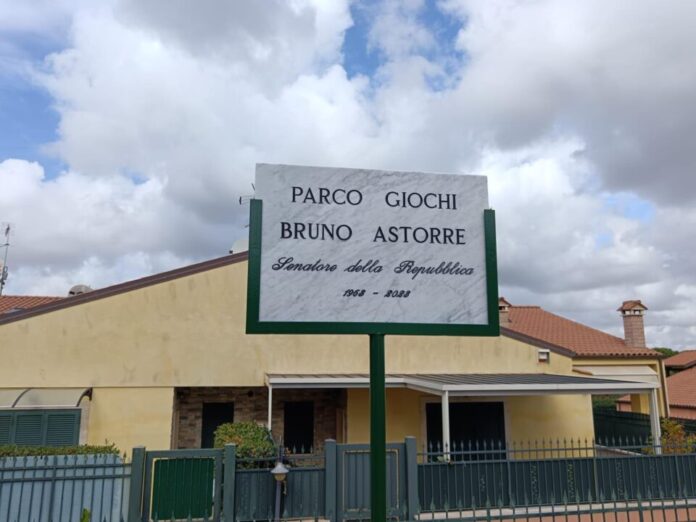 PARCO GIOCHI
BRUNO ASTORRE
Senatore della Repubblica
1963 - 2023